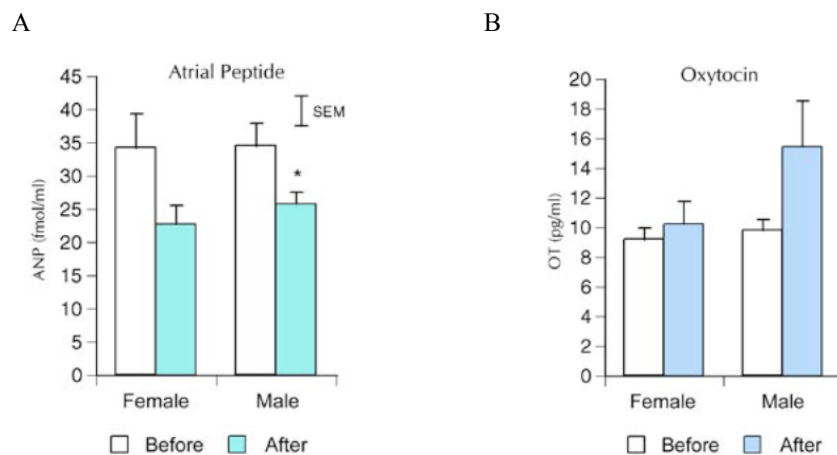 A
Atrial Peptide
45
40
35
30
25
20
15
10
5
0
ANP (fmol/ml)
SEM
*
Female Male
Before After
B
Oxytocin
20
18
16
14
12
10
8
6
4
2
0
OT (pg/ml)
Female Male
Before After